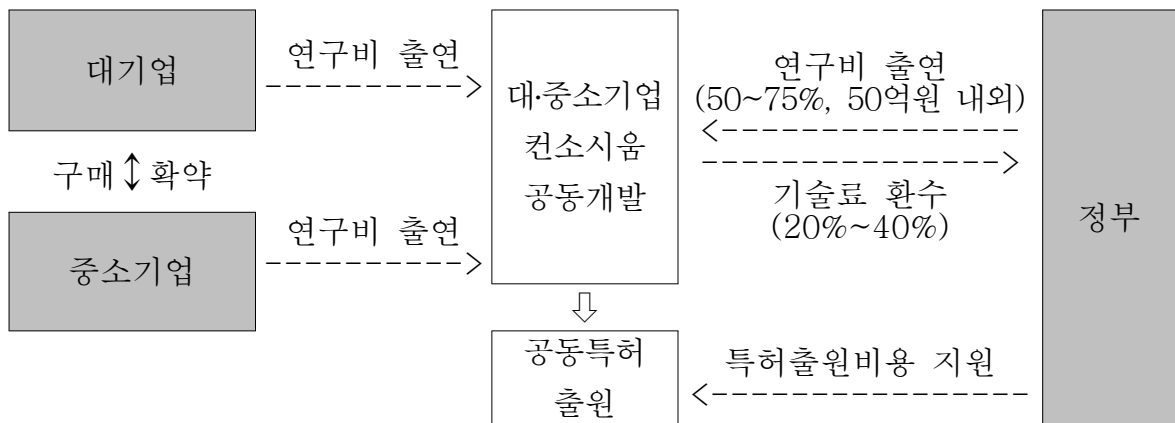 대기업
연구비 출연
대·중소기업
컨소시움
공동개발
연구비 출연
(50~75%, 50억원 내외)
구매 확약
기술료 환수
(20%~40%)
정부
중소기업
연구비 출연
공동특허
출원
특허출원비용 지원